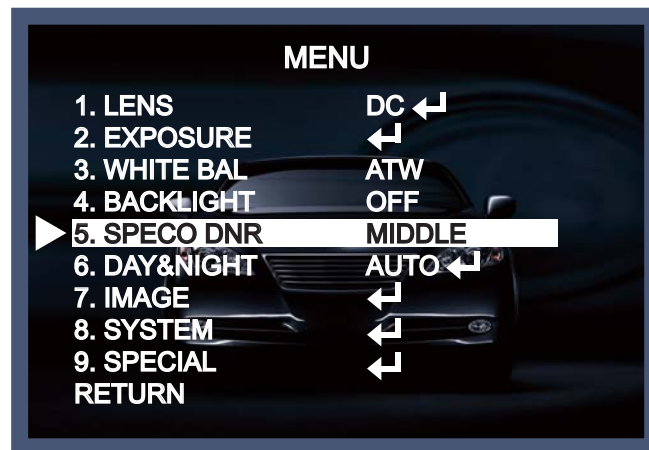 MENU
1. LENS DC
2. EXPOSURE
3. WHITE BAL ATW
4. BACKLIGHT OFF
5. SPECO DNR MIDDLE
6. DAY&NIGHT AUTO
7. IMAGE
8. SYSTEM
9. SPECIAL
RETURN